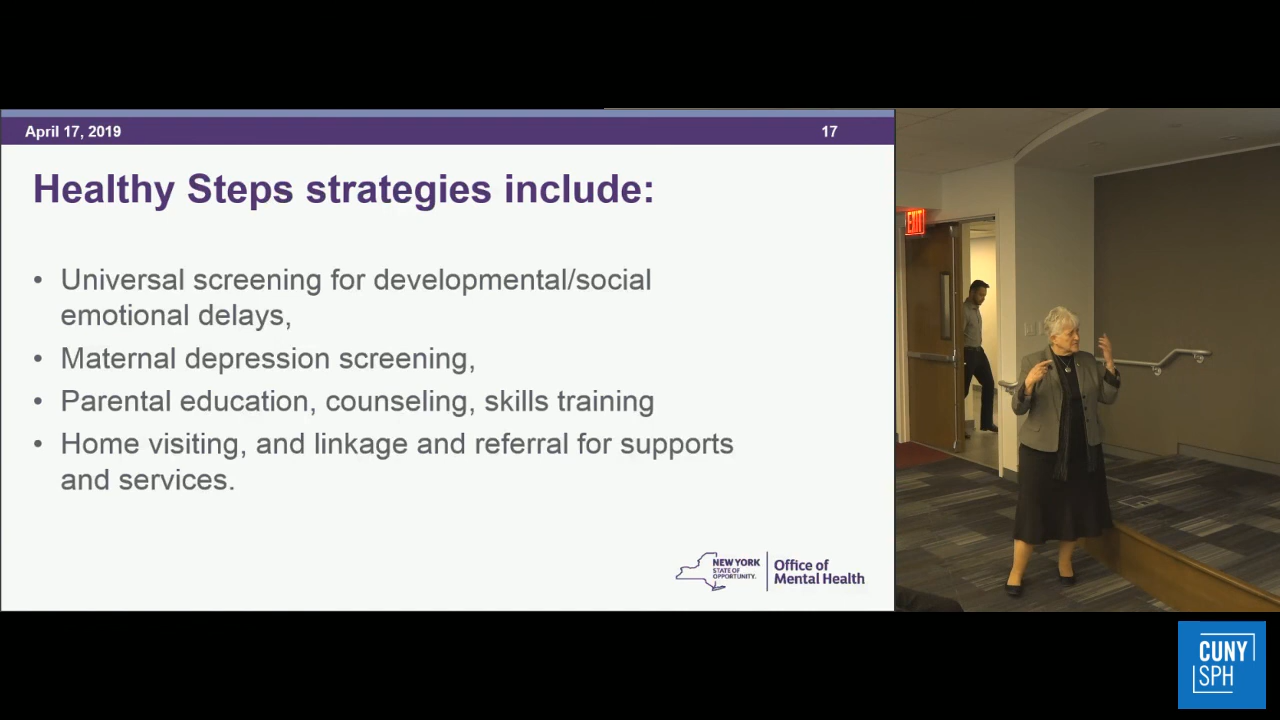 April 17, 2019
17
Healthy Steps strategies include:
• Universal screening for developmental/social
emotional delays,
• Maternal depression screening,
• Parental education, counseling, skills training
• Home visiting, and linkage and referral for supports
and services.
NEW YORK
STATE OF
OPPORTUNITY.
Office of
Mental Health
EXIT
CUNY
SPH